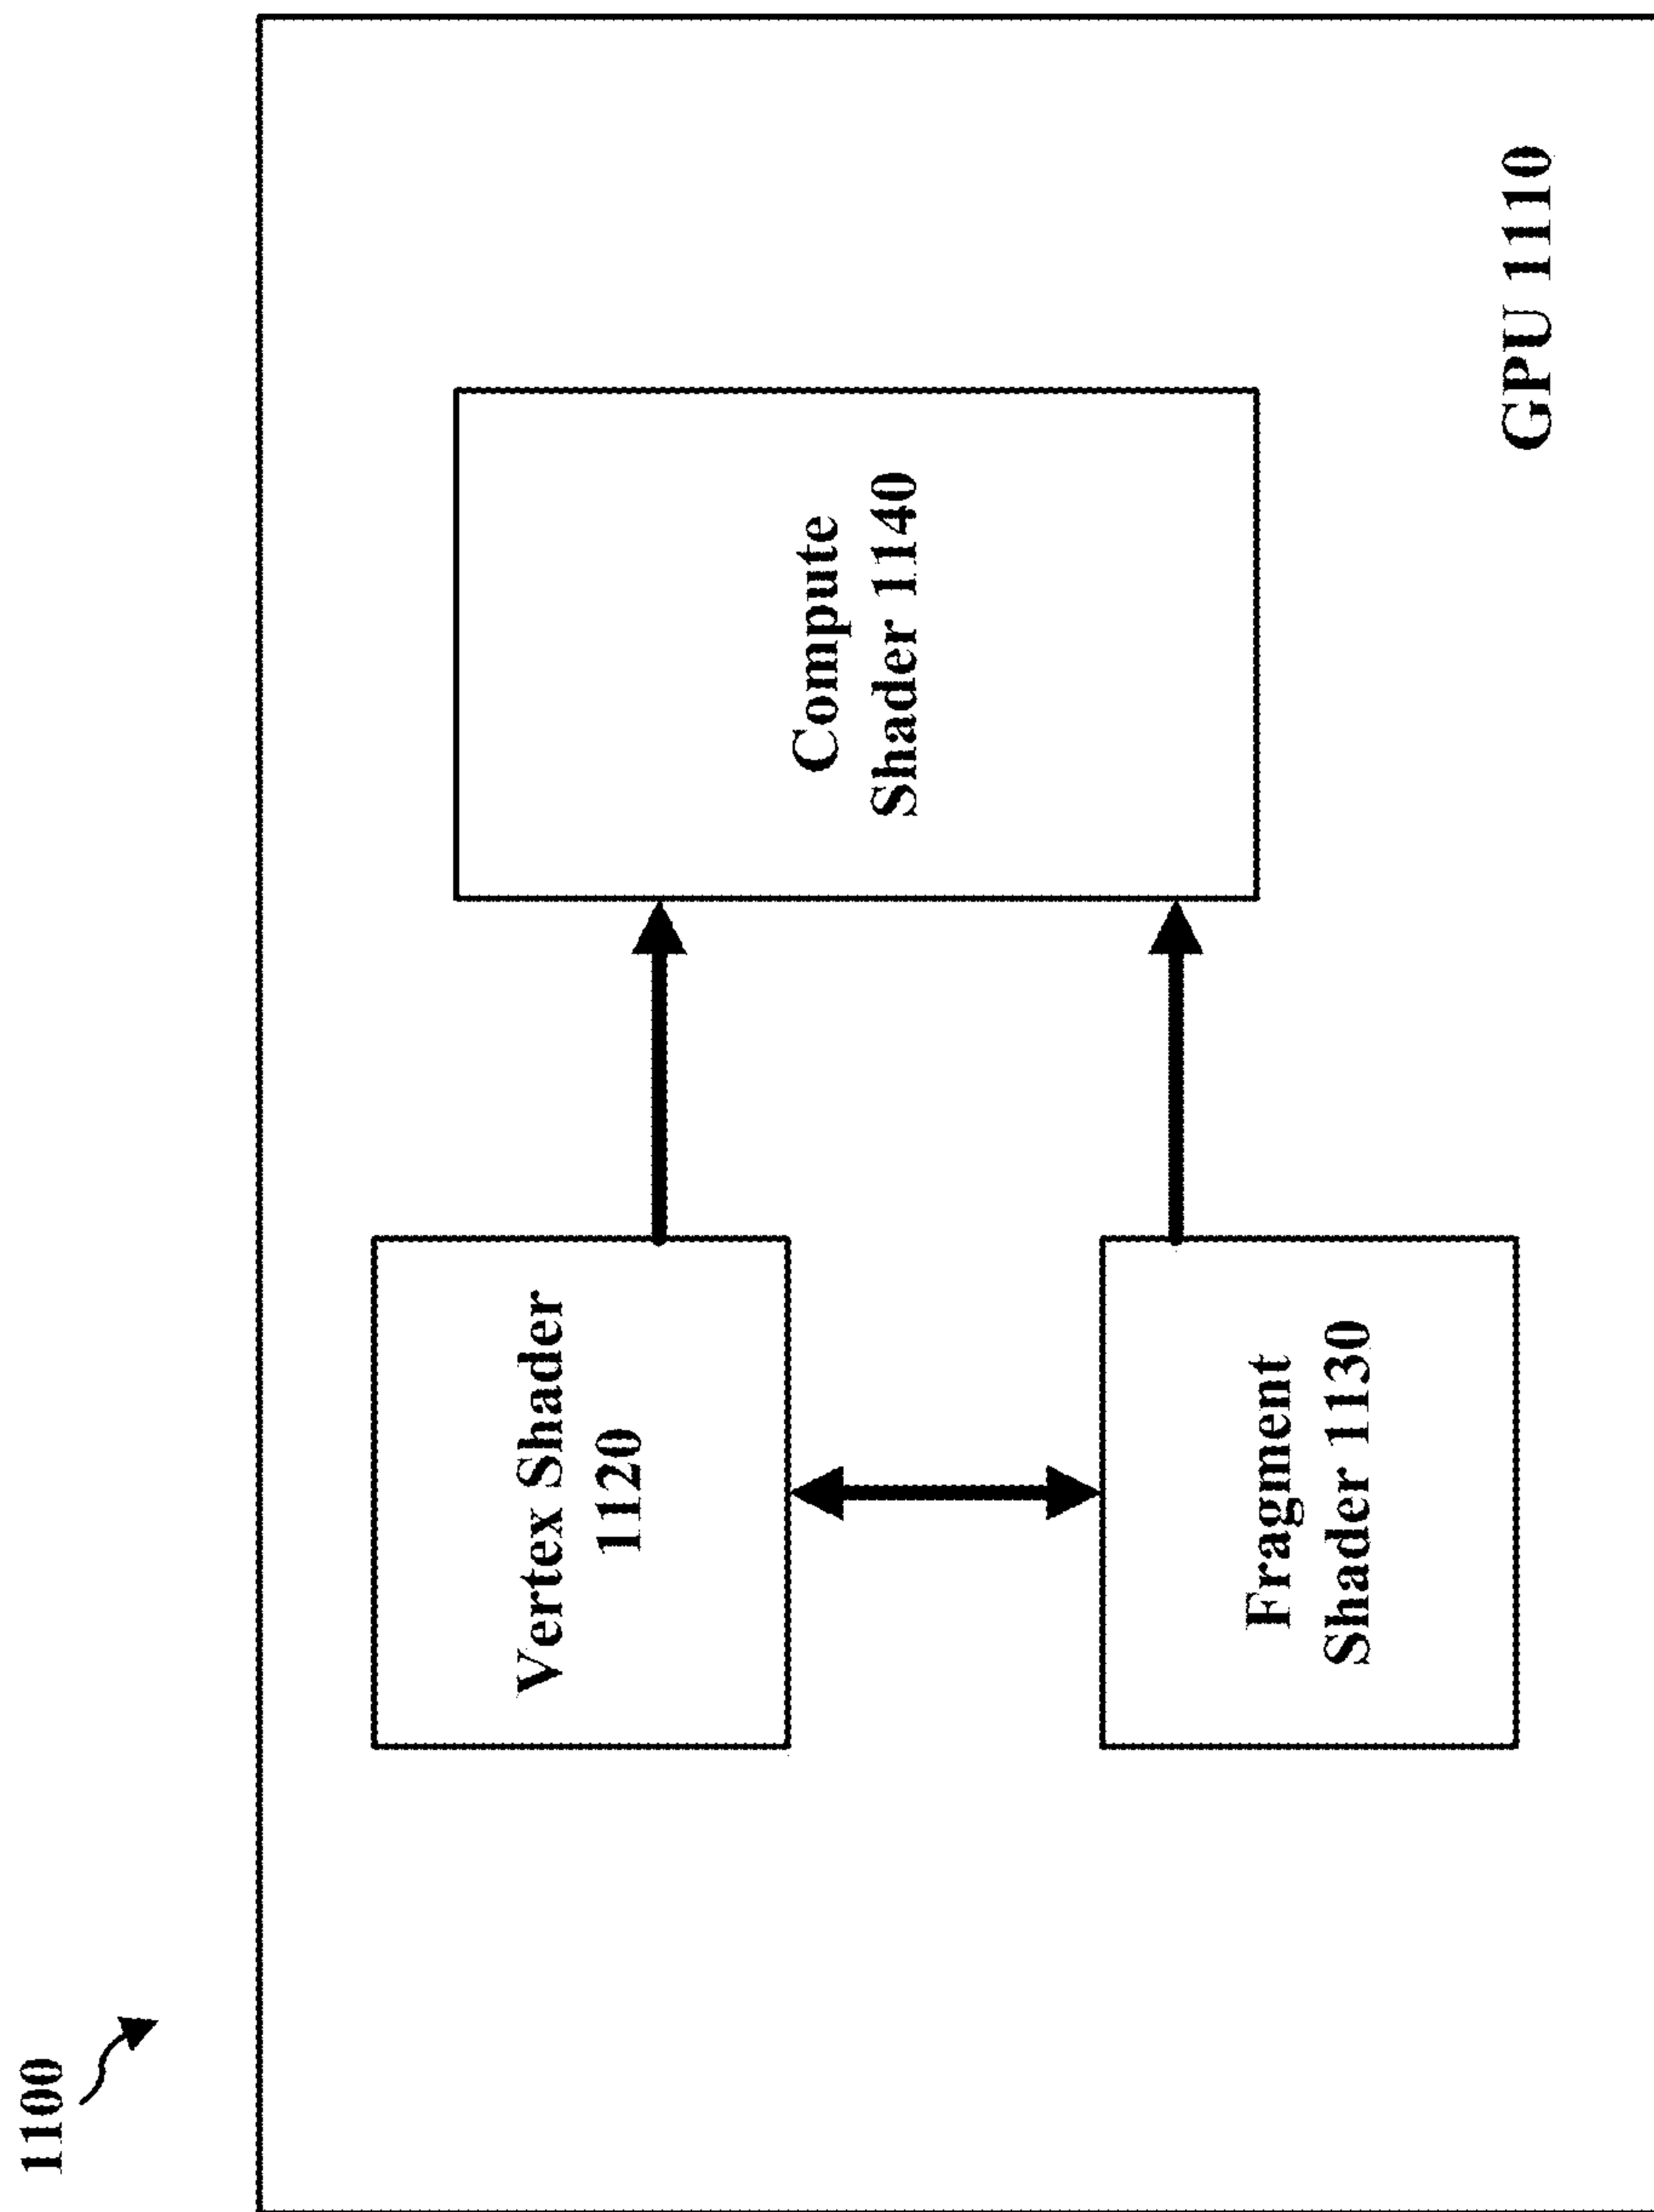 1100
Vertex Shader
1120
Compute
Shader 1140
Fragment
Shader 1130
GPU 1110